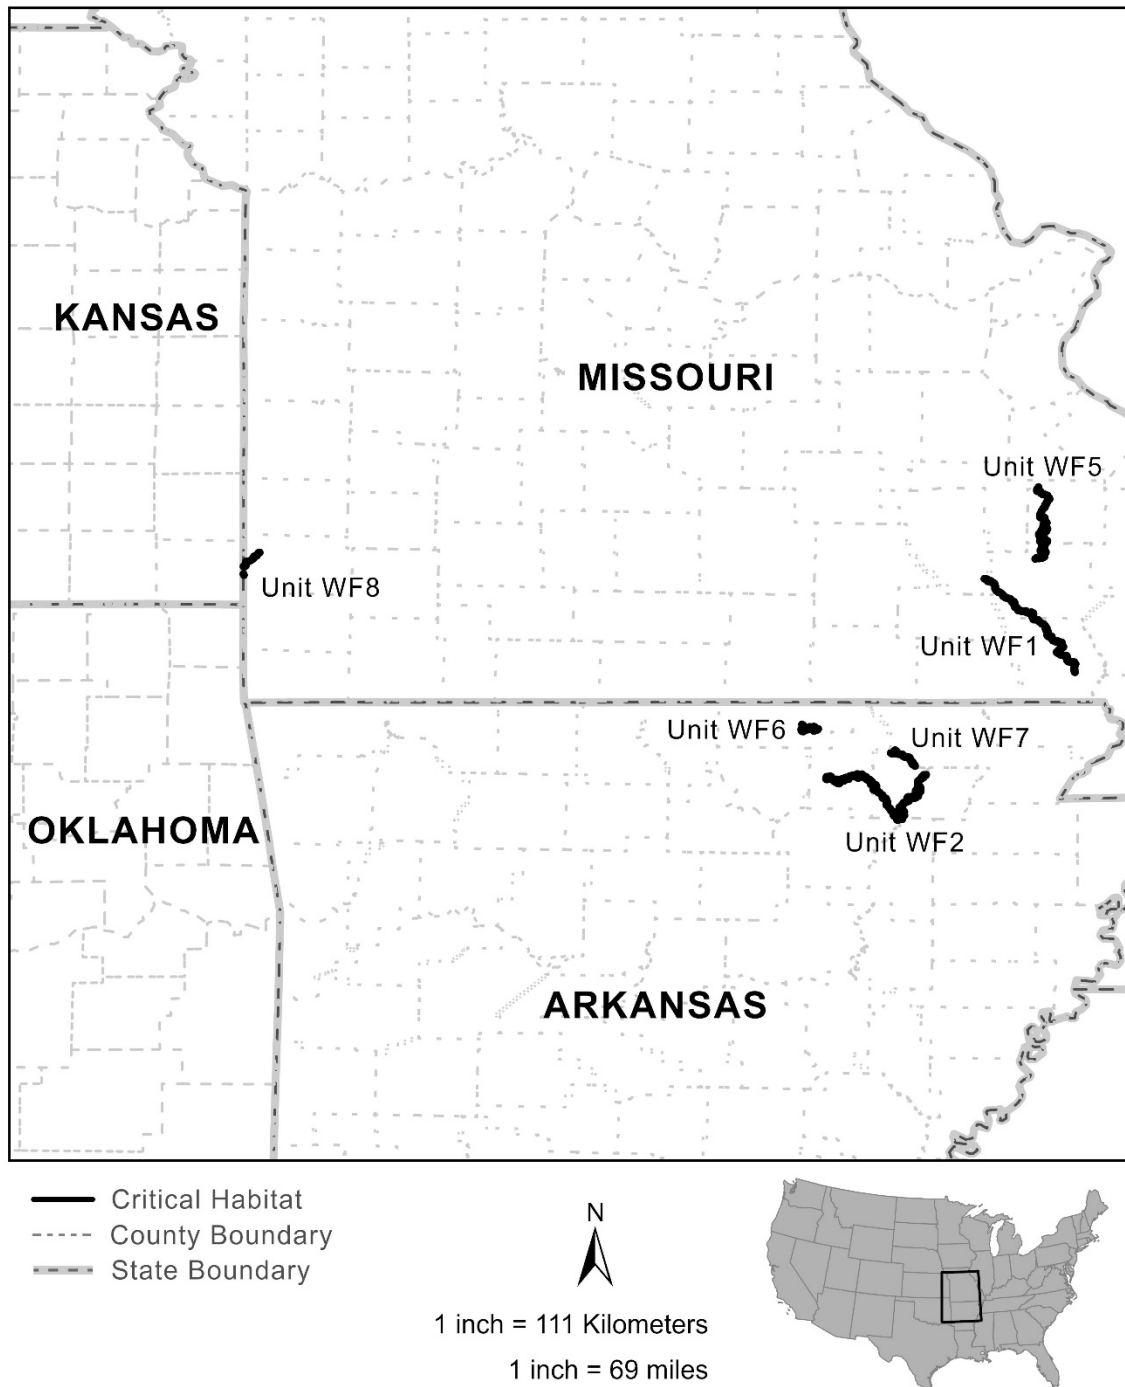 KANSAS
MISSOURI
Unit WF5
Unit WF8
Unit WF1
Unit WF6
Unit WF7
OKLAHOMA
Unit WF2
ARKANSAS
Critical Habitat
County Boundary
State Boundary
N
1 inch = 111 Kilometers
1 inch = 69 miles